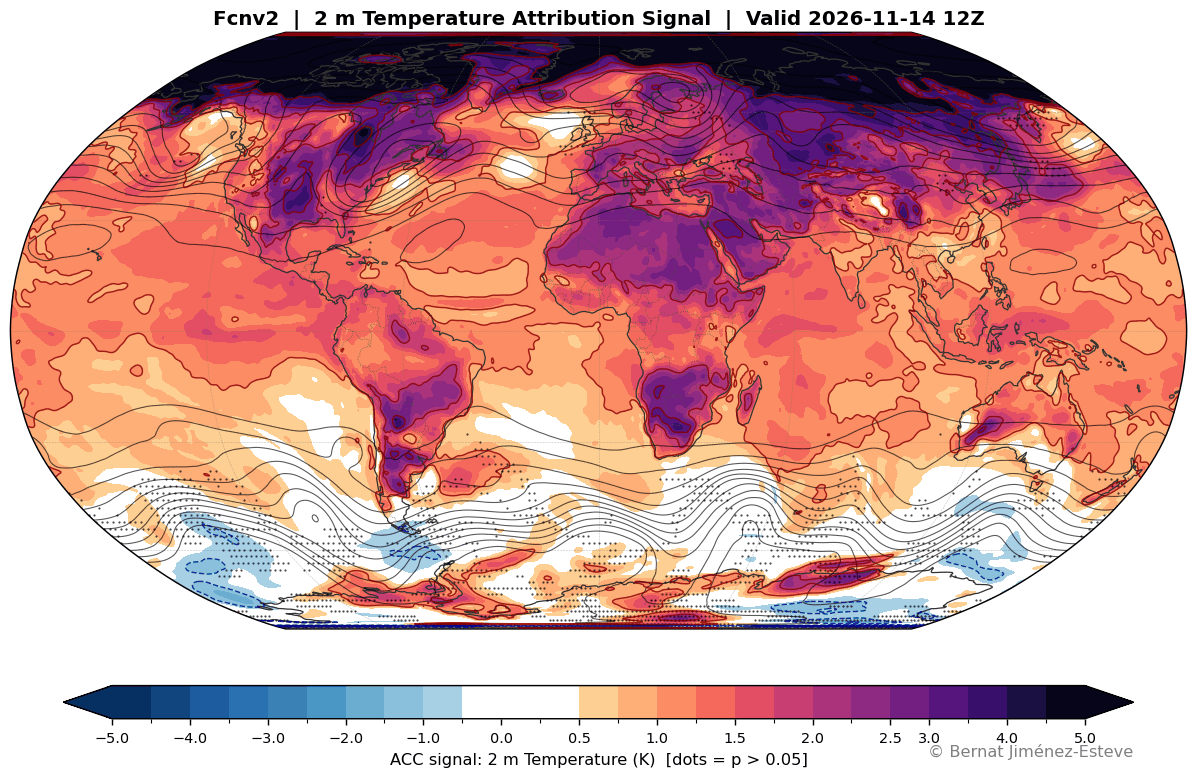 Fcnv2 | 2 m Temperature Attribution Signal | Valid 2026-11-14 12Z
−5.0 −4.0 −3.0 −2.0 −1.0 0.0 0.5 1.0 1.5 2.0 2.5 3.0 4.0 5.0
ACC signal: 2 m Temperature (K) [dots = p > 0.05]
© Bernat Jiménez-Esteve